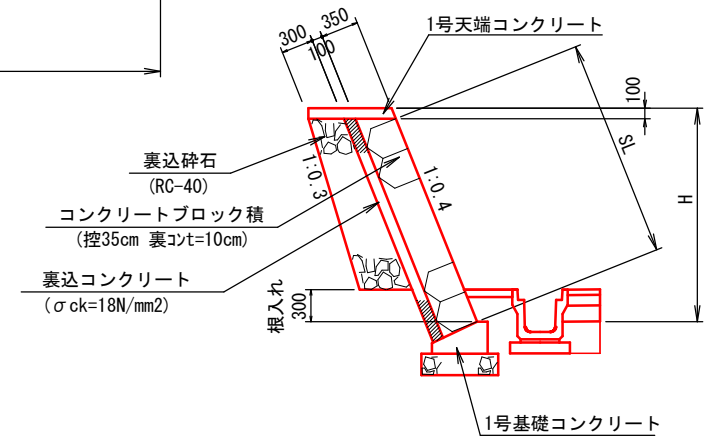 300
100
350
1号天端コンクリート
100
SL
H
裏込砕石
(RC-40)
1:0.3
1:0.4
コンクリートブロック積
(控35cm 裏コンt=10cm)
裏込コンクリート
(σck=18N/mm2)
根入れ
300
1号基礎コンクリート